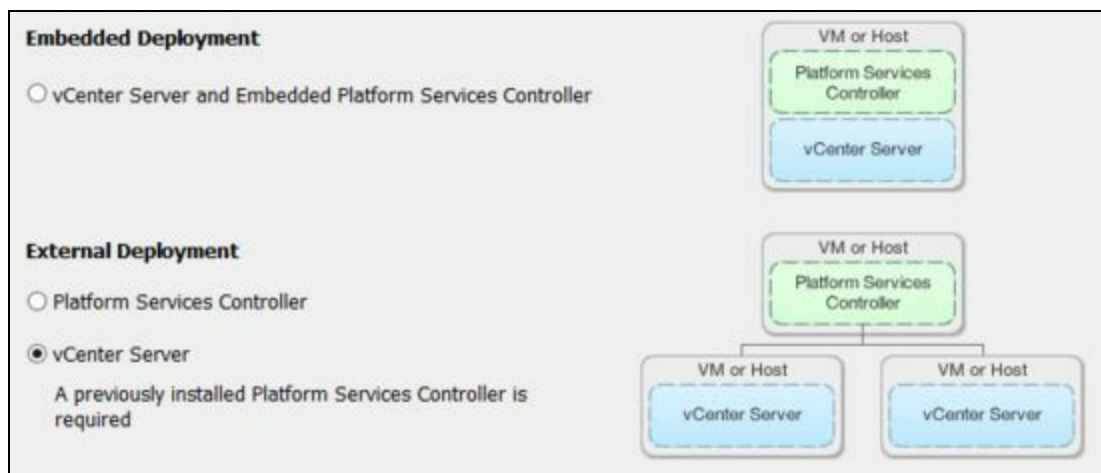 Embedded Deployment
vCenter Server and Embedded Platform Services Controller
VM or Host
Platform Services
Controller
vCenter Server
External Deployment
Platform Services Controller
vCenter Server
A previously installed Platform Services Controller is
required
VM or Host
Platform Services
Controller
VM or Host
vCenter Server
VM or Host
vCenter Server